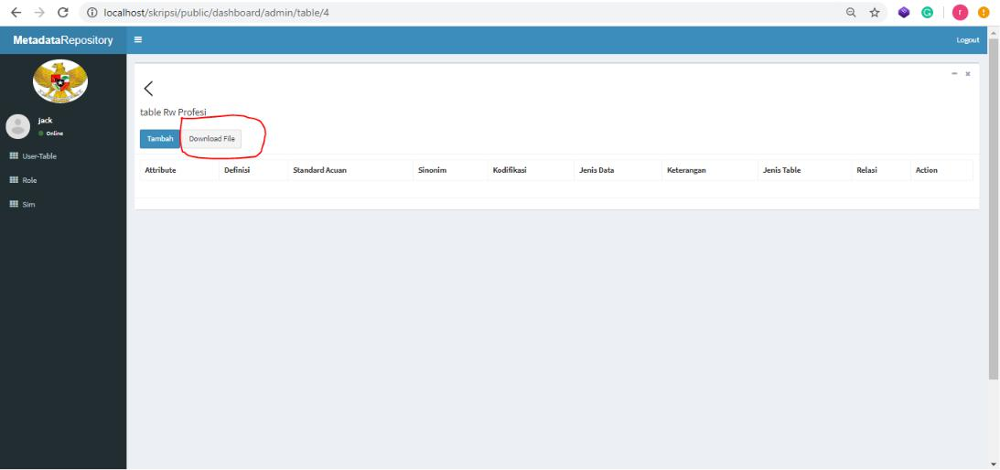 localhost/skripsi/public/dashboard/admin/table/4
MetadataRepository
Logout
jack
Online
User-Table
Role
Sim
table Rw Profesi
Tambah Download File
Attribute Definisi Standard Acuan Sinonim Kodifikasi Jenis Data Keterangan Jenis Table Relasi Action